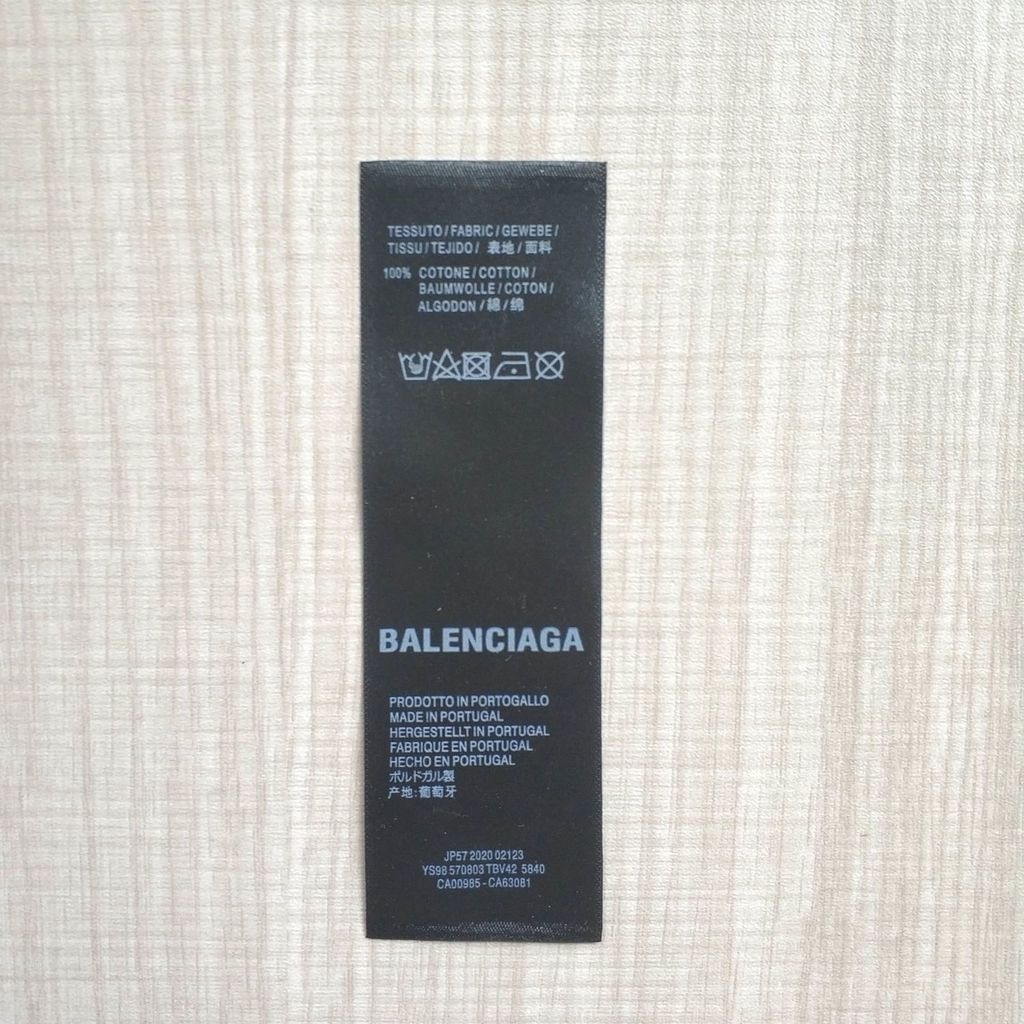 TESSUTO / FABRIC / GEWEBE /
TISSU / TEJIDO / 表地 / 面料
100% COTONE / COTTON /
BAUMWOLLE / COTON /
ALGODON / 綿 / 绵
BALENCIAGA
PRODOTTO IN PORTOGALLO
MADE IN PORTUGAL
HERGESTELLT IN PORTUGAL
FABRIQUE EN PORTUGAL
HECHO EN PORTUGAL
ポルドガル製
产地:葡萄牙
JP57 2020 02123
YS98 570803 TBV42 5840
CA00985 - CA63081